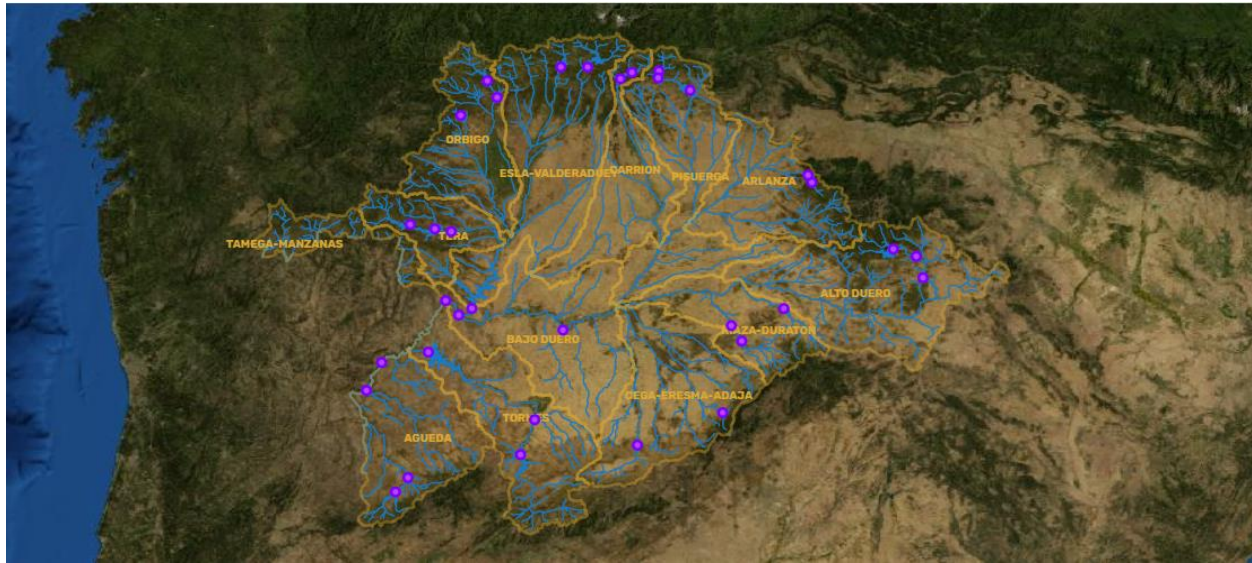 ORBIGO
ESLA-VALDERADUEY
CARRION
PISUERGA
ARLANZA
TAMEGA-MANZANAS
TERA
ALTO DUERO
BAJO DUERO
RIAZA-DURATON
CEGA-ERESMA-ADAJA
TORMES
AGUEDA